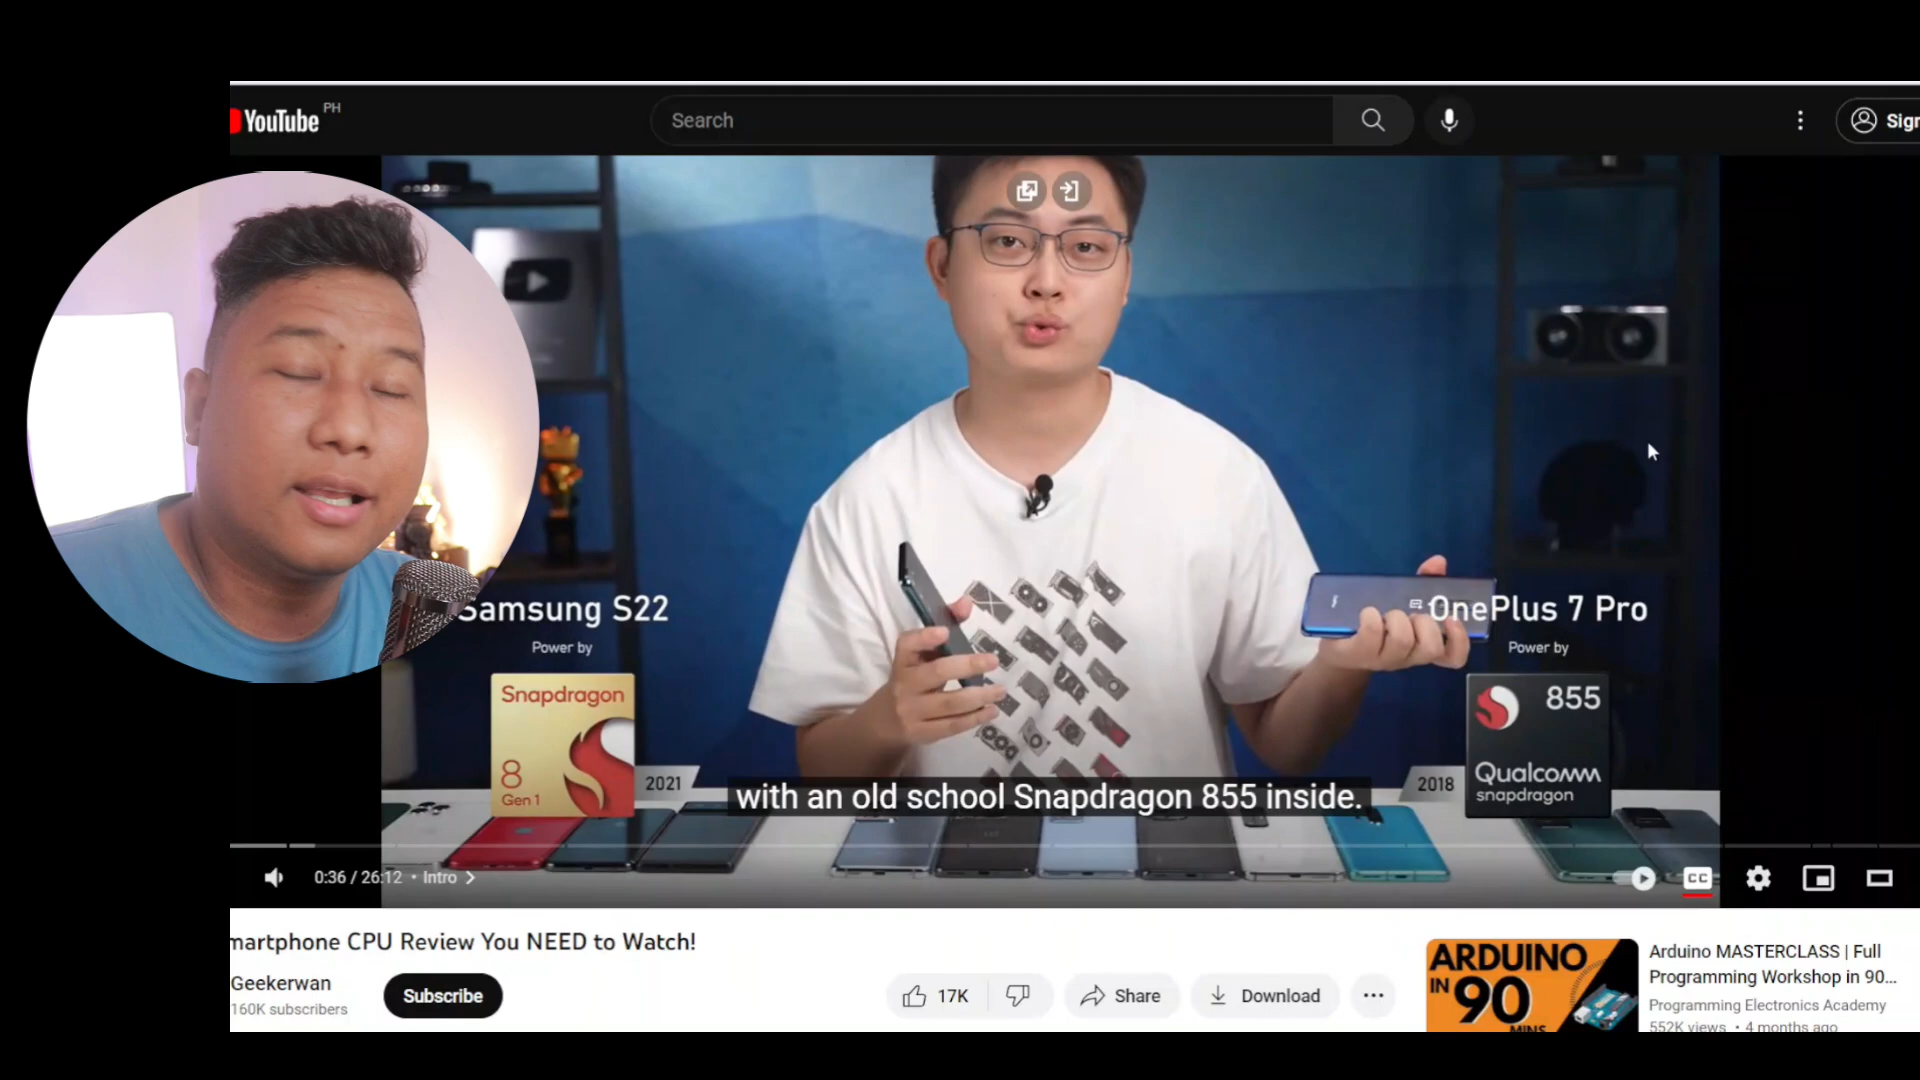 YouTube PH
Search
Sign
Samsung S22
Power by
Snapdragon
8
Gen 1
2021
OnePlus 7 Pro
Power by
855
Qualcomm
snapdragon
2018
with an old school Snapdragon 855 inside.
0:36 / 26:12 • Intro
CC
martphone CPU Review You NEED to Watch!
Geekerwan
160K subscribers
Subscribe
17K
Share
Download
ARDUINO
IN 90
MINS
Arduino MASTERCLASS | Full
Programming Workshop in 90...
Programming Electronics Academy
552K views • 4 months ago